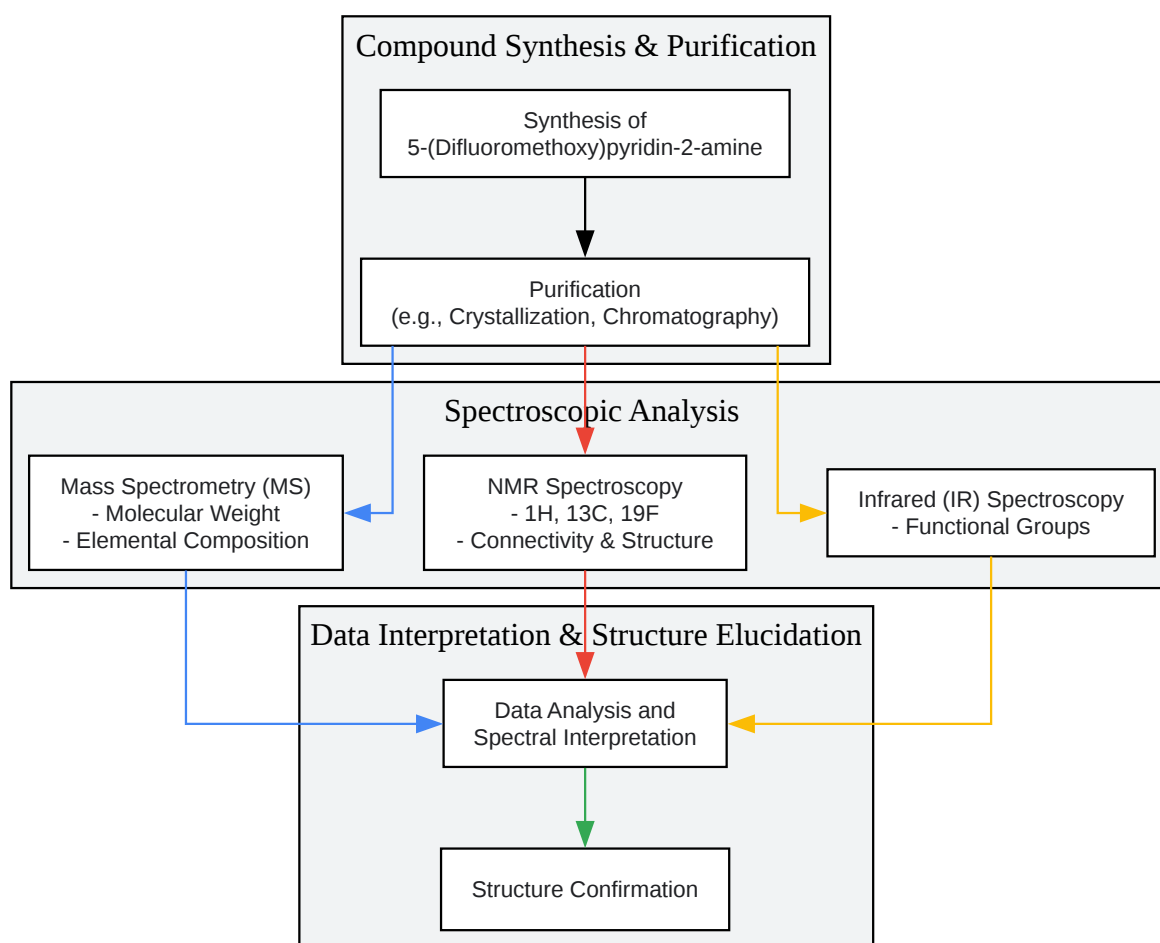 Compound Synthesis & Purification
Synthesis of
5-(Difluoromethoxy)pyridin-2-amine
Purification
(e.g., Crystallization, Chromatography)
Spectroscopic Analysis
Mass Spectrometry (MS)
- Molecular Weight
- Elemental Composition
NMR Spectroscopy
- 1H, 13C, 19F
- Connectivity & Structure
Infrared (IR) Spectroscopy
- Functional Groups
Data Interpretation & Structure Elucidation
Data Analysis and
Spectral Interpretation
Structure Confirmation